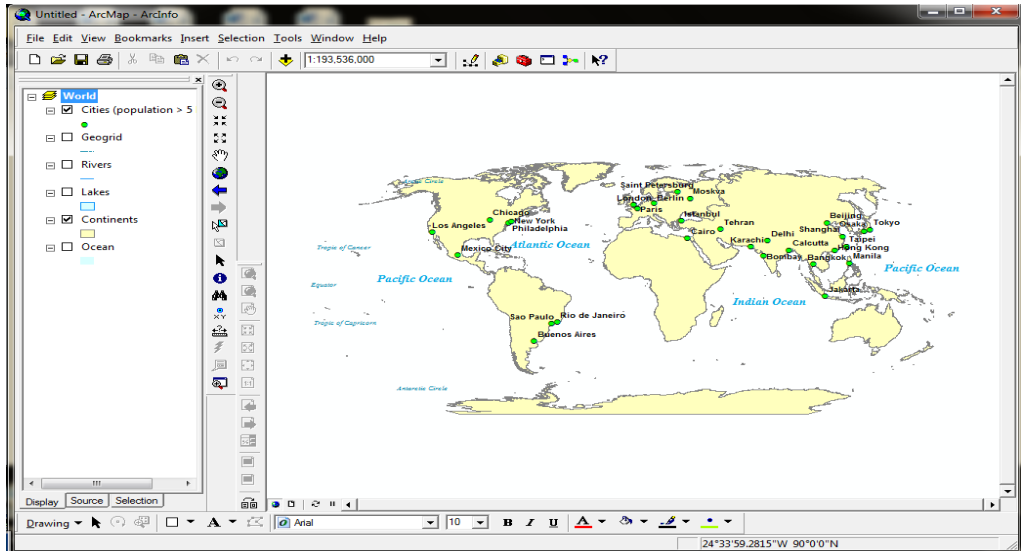 Untitled - ArcMap - ArcInfo
File Edit View Bookmarks Insert Selection Tools Window Help
1:193,536,000
World
Cities (population > 5
Geogrid
Rivers
Lakes
Continents
Ocean
Display Source Selection
Arctic Circle
Saint Petersburg
Moskva
London Berlin
Paris
Chicago
New York
Philadelphia
Los Angeles
Istanbul
Tehran
Beijing
Osaka Tokyo
Shanghai
Cairo
Karachi Delhi
Taipei
Tropic of Cancer
Mexico City
Atlantic Ocean
Calcutta
Hong Kong
Bombay Bangkok Manila
Pacific Ocean
Pacific Ocean
Equator
Jakarta
Indian Ocean
Tropic of Capricorn
Sao Paulo Rio de Janeiro
Buenos Aires
Antarctic Circle
Drawing A Arial 10 B I U A
24°33'59.2815"W 90°0'0"N